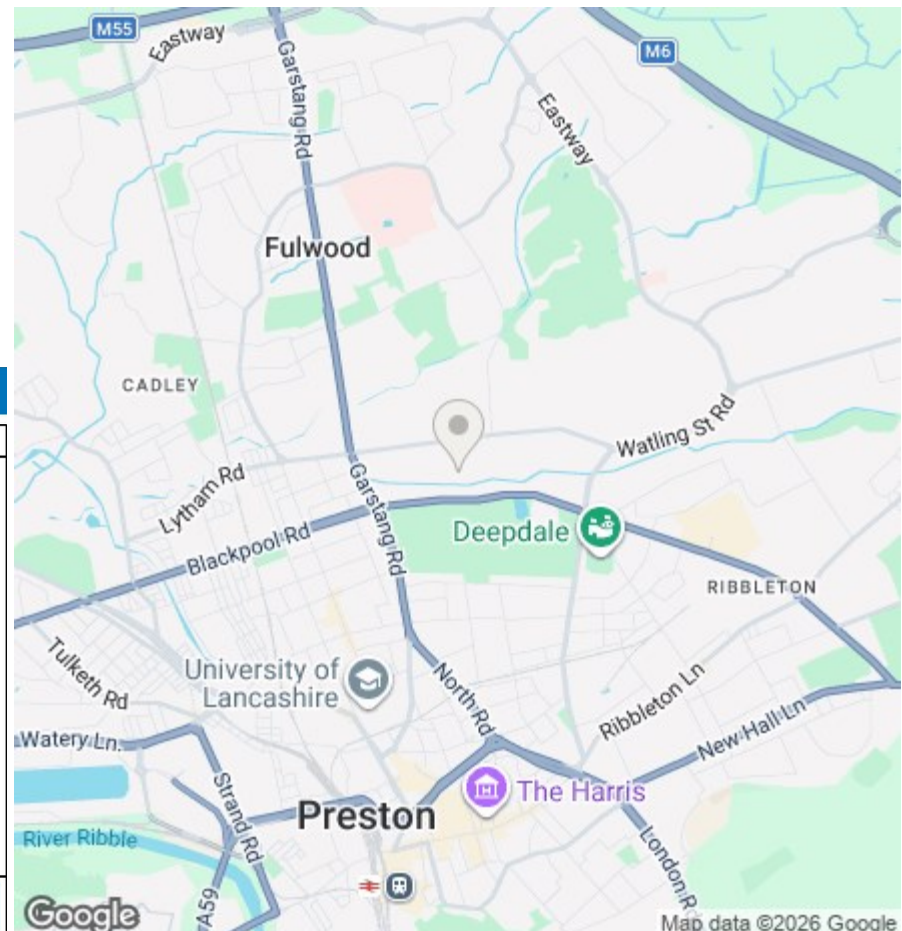 M55
Eastway
Garstang Rd
M6
Eastway
Fulwood
CADLEY
Watling St Rd
Lytham Rd
Garstang Rd
Blackpool Rd
Deepdale
RIBBLETON
University of
Lancashire
Tulketh Rd
North Rd
Ribbleton Ln
New Hall Ln
Watery Ln.
Strand Rd
The Harris
Preston
River Ribble
London Rd
A59
Google
Map data ©2026 Google